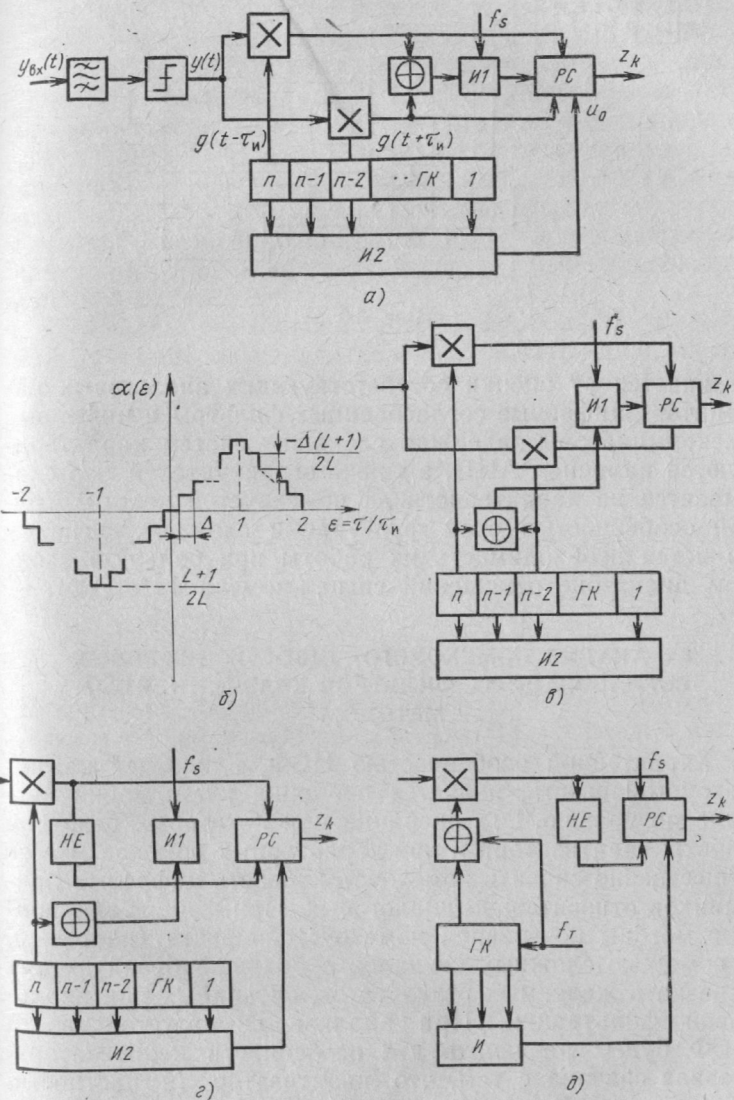 f_s
y_вх(t)
y(t)
И1
РС
z_k
u_0
g(t-τ_и)
g(t+τ_и)
n n-1 n-2 ··ГК 1
И2
а)
α(ε)
-Δ(L+1)
2L
-2
-1
Δ
1
2
ε=τ/τ_и
L+1
2L
б)
f_s
И1
РС
z_k
n n-1 n-2 ГК 1
И2
в)
f_s
НЕ
И1
РС
z_k
n n-1 n-2 ГК 1
И2
г)
f_s
НЕ
РС
z_k
ГК
f_т
И
д)